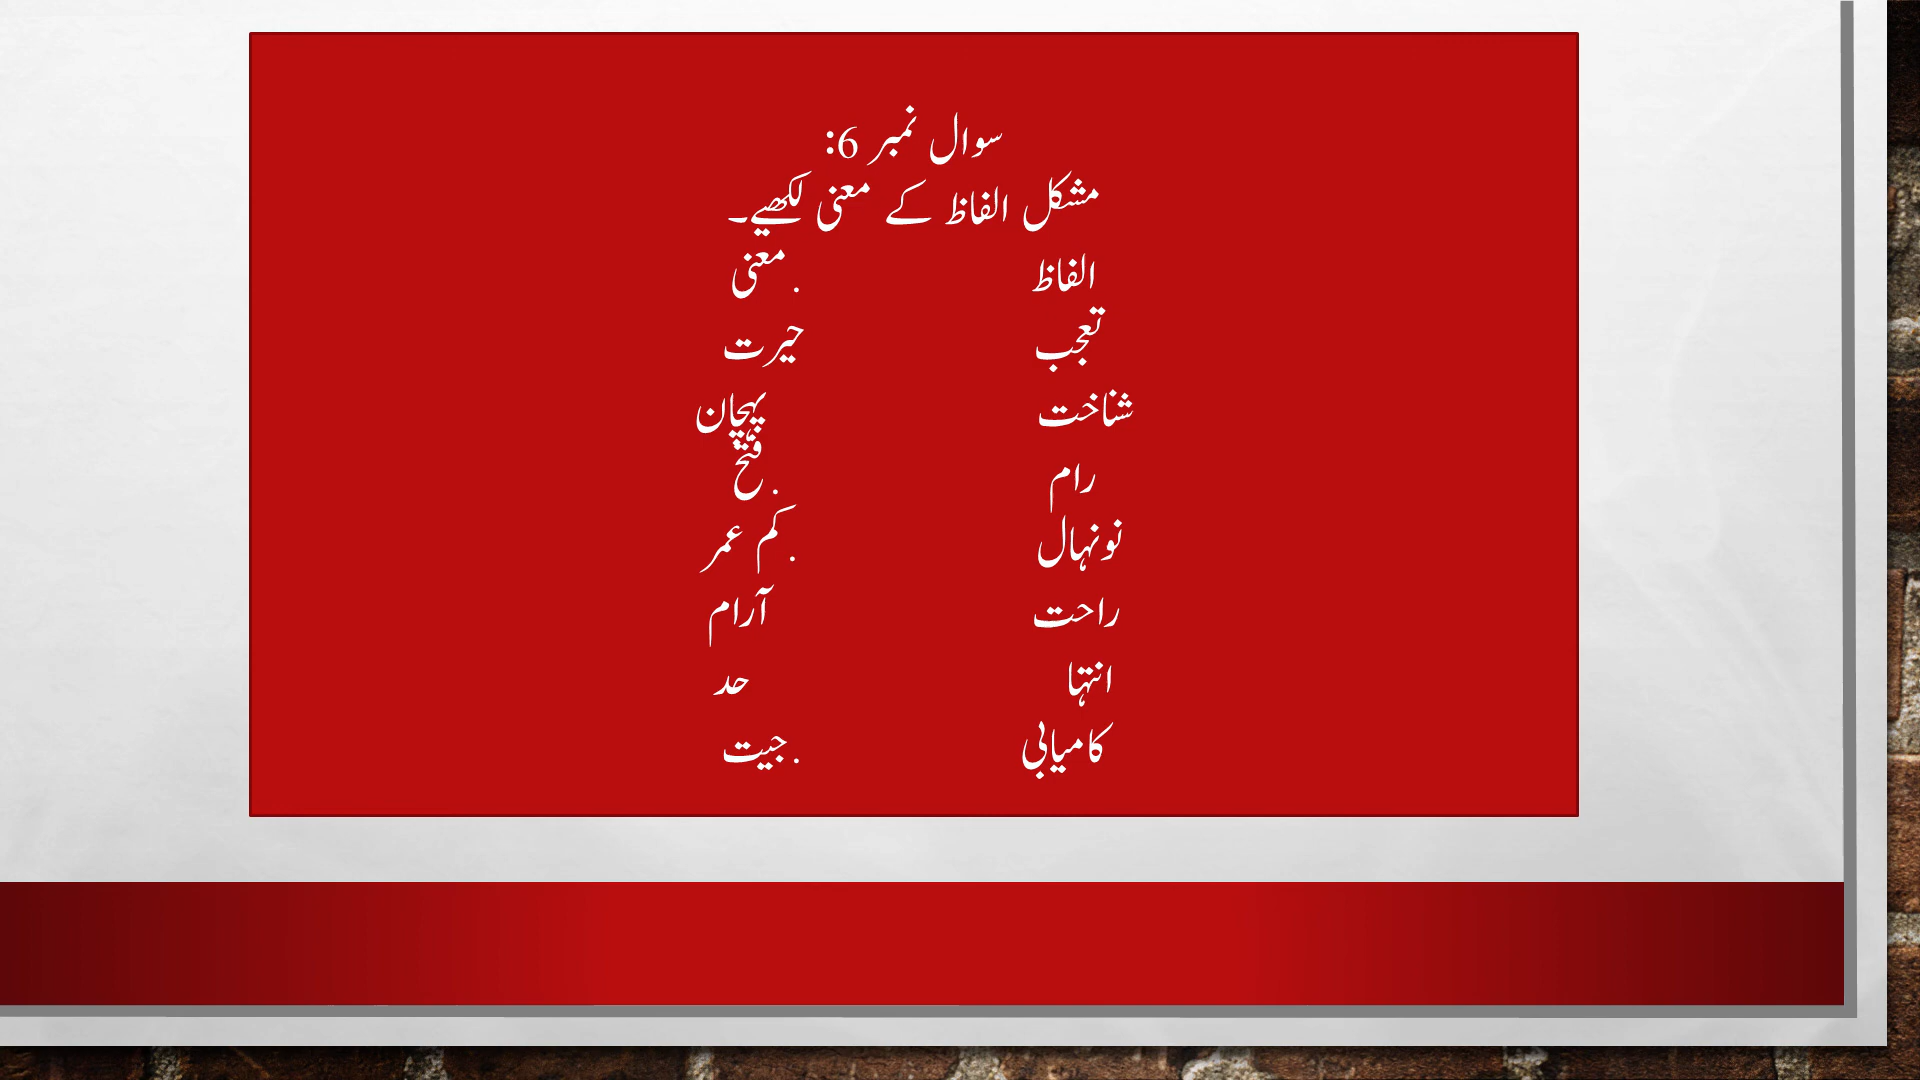 سوال نمبر 6:
مشکل الفاظ کے معنی لکھیے۔
الفاظ .معنی
تعجب حیرت
شناخت پہچان
رام .فتح
نونہال .کم عمر
راحت آرام
انتہا حد
کامیابی .جیت